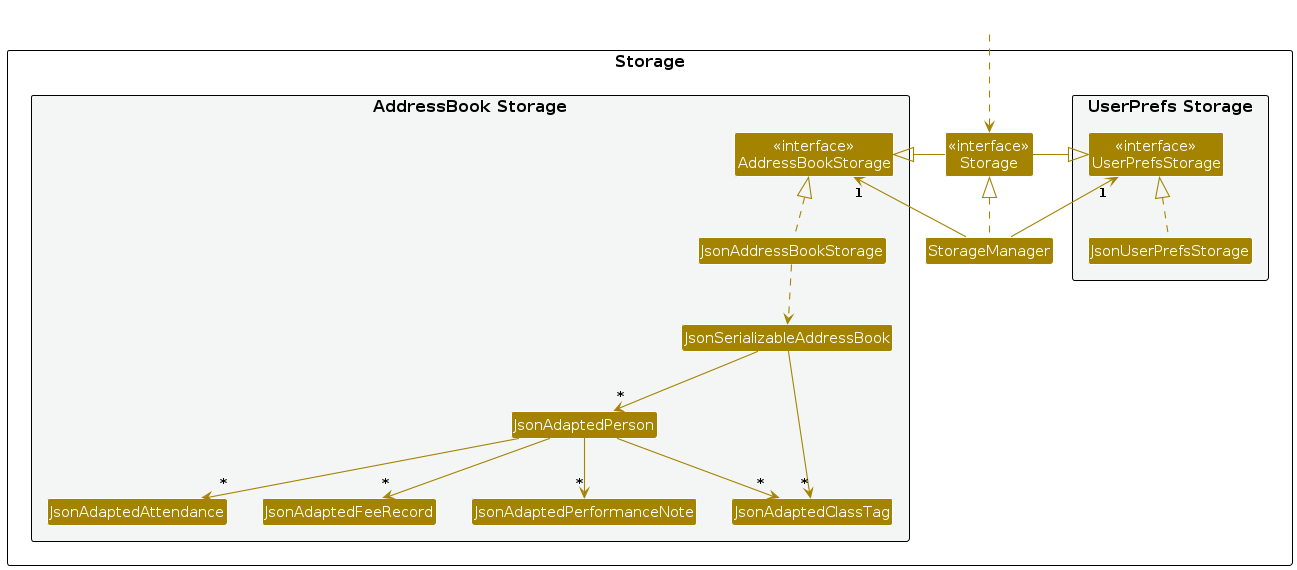 Storage
AddressBook Storage
UserPrefs Storage
«interface»
AddressBookStorage
«interface»
Storage
«interface»
UserPrefsStorage
1
1
JsonAddressBookStorage
StorageManager
JsonUserPrefsStorage
JsonSerializableAddressBook
*
JsonAdaptedPerson
*
*
*
*
*
JsonAdaptedAttendance
JsonAdaptedFeeRecord
JsonAdaptedPerformanceNote
JsonAdaptedClassTag